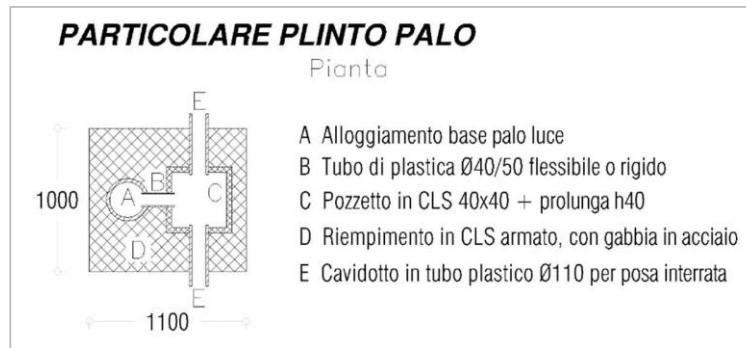 PARTICOLARE PLINTO PALO
Pianta
E
A Alloggiamento base palo luce
B Tubo di plastica Ø40/50 flessibile o rigido
C Pozzetto in CLS 40x40 + prolunga h40
D Riempimento in CLS armato, con gabbia in acciaio
E Cavidotto in tubo plastico Ø110 per posa interrata
B
A
C
1000
D
E
1100